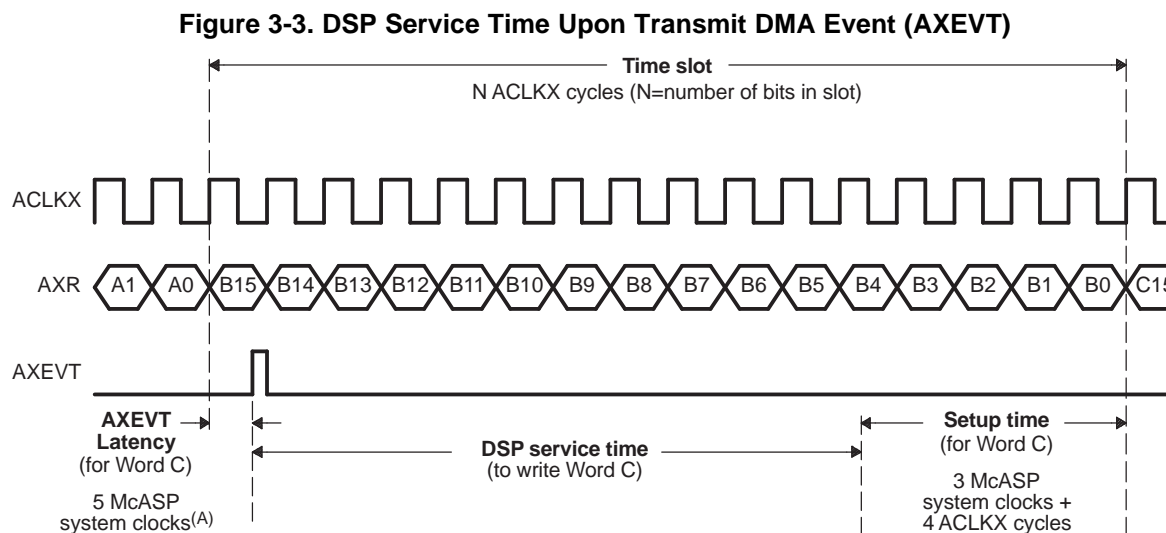 Figure 3-3. DSP Service Time Upon Transmit DMA Event (AXEVT)
Time slot
N ACLKX cycles (N=number of bits in slot)
ACLKX
AXR A1 A0 B15 B14 B13 B12 B11 B10 B9 B8 B7 B6 B5 B4 B3 B2 B1 B0 C15
AXEVT
AXEVT
Latency
(for Word C)
5 McASP
system clocks(A)
DSP service time
(to write Word C)
Setup time
(for Word C)
3 McASP
system clocks +
4 ACLKX cycles